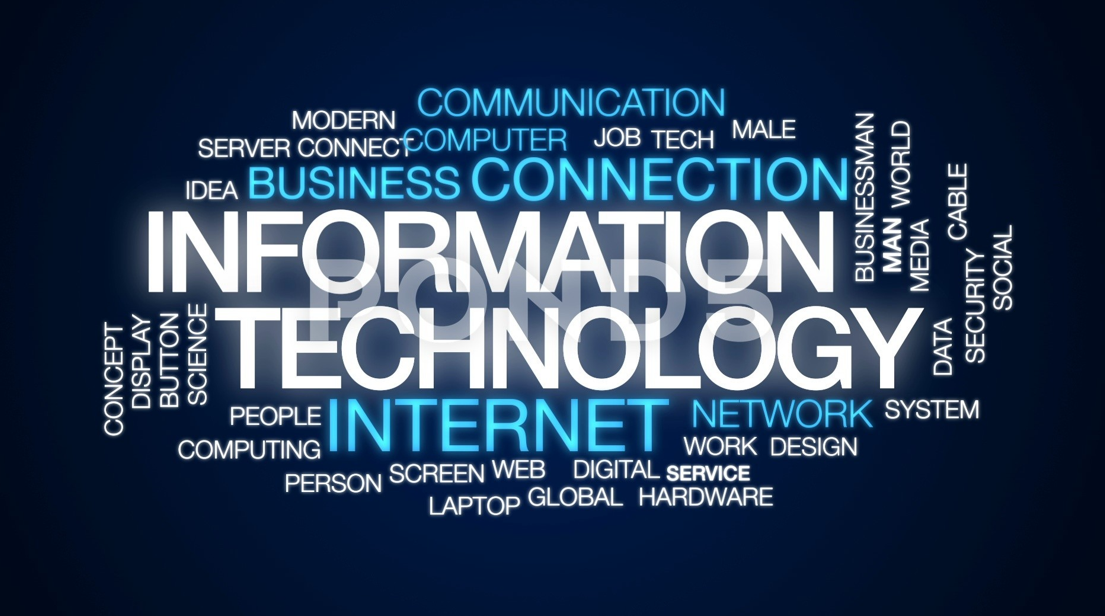 COMMUNICATION
MODERN
SERVER CONNECT COMPUTER JOB TECH MALE
IDEA BUSINESS CONNECTION
INFORMATION
TECHNOLOGY
POND5
BUSINESSMAN
MAN WORLD
MEDIA
CABLE
SOCIAL
SECURITY
DATA
CONCEPT
DISPLAY
BUTTON
SCIENCE
PEOPLE INTERNET NETWORK SYSTEM
COMPUTING WORK DESIGN
PERSON SCREEN WEB DIGITAL SERVICE
LAPTOP GLOBAL HARDWARE